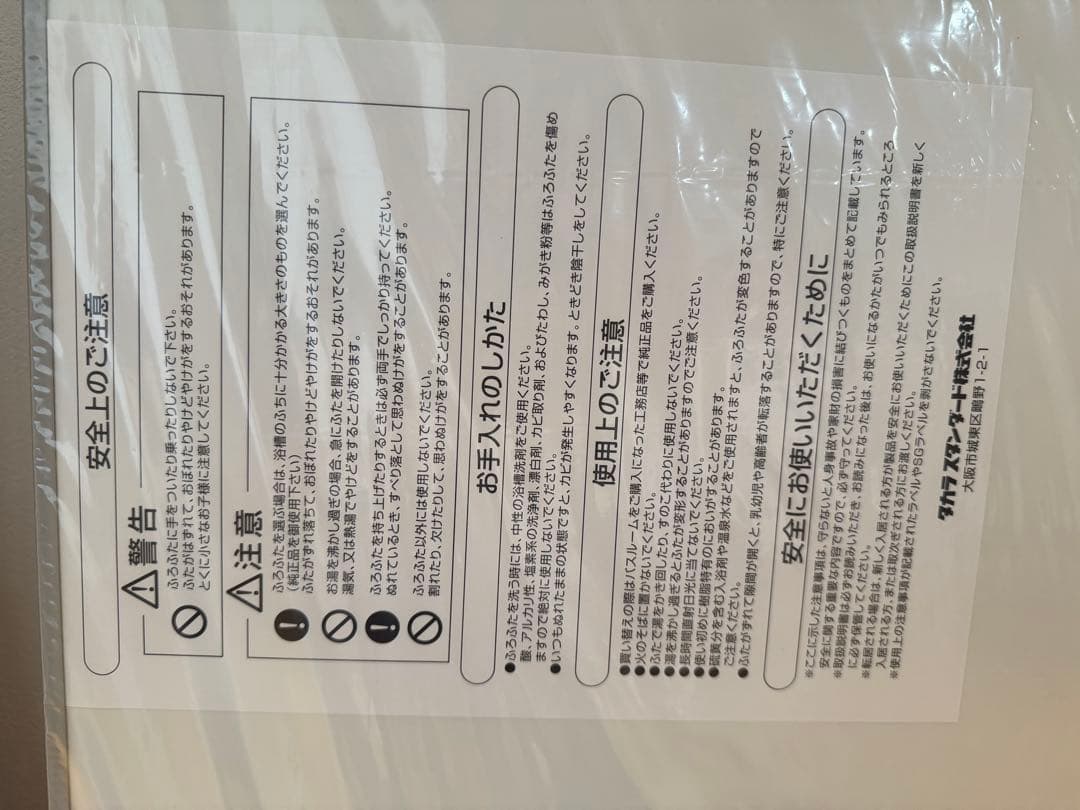 安全上のご注意
警告
ふろふたに手をついたり乗ったりしないで下さい。
ふたがはずれて、おぼれたりやけどやけがをするおそれがあります。
とくに小さなお子様に注意してください。
注意
ふろふたを選ぶ場合は、浴槽のふちに十分かかる大きさのものを選んでください。
(純正品を御使用下さい)
ふたがずれ落ちて、おぼれたりやけどやけがをするおそれがあります。
お湯を沸かし過ぎの場合、急にふたを開けたりしないでください。
湯気、又は熱湯でやけどをすることがあります。
ふろふたを持ち上げたりするときは必ず両手でしっかり持ってください。
ぬれているとき、すべり落として思わぬけがをすることがあります。
ふろふた以外には使用しないでください。
割れたり、欠けたりして、思わぬけがをすることがあります。
お手入れのしかた
●ふろふたを洗う時には、中性の浴槽洗剤をご使用ください。
酸、アルカリ性、塩素系の洗浄剤、漂白剤、カビ取り剤、およびたわし、みがき粉等はふろふたを傷め
ますので絶対に使用しないでください。
●いつもぬれたままの状態ですと、カビが発生しやすくなります。ときどき陰干しをしてください。
使用上のご注意
●買い替えの際はバスルームをご購入になった工務店等で純正品をご購入ください。
●火のそばに置かないでください。
●ふたで湯をかき回したり、すのこ代わりに使用しないでください。
●湯を沸かし過ぎるとふたが変形することがありますのでご注意ください。
●長時間直射日光に当てないでください。
●使い初めに樹脂特有のにおいがすることがあります。
●硫黄分を含む入浴剤や温泉水などをご使用されますと、ふろふたが変色することがありますので
ご注意ください。
●ふたがずれて隙間が開くと、乳幼児や高齢者が転落することがありますので、特にご注意ください。
安全にお使いいただくために
※ここに示した注意事項は、守らないと人身事故や家財の損害に結びつくものをまとめて記載しています。
安全に関する重要な内容ですので、必ず守ってください。
※取扱説明書は必ずお読みいただき、お読みになった後は、お使いになるかたがいつでもみられるところ
に必ず保管してください。
※転居される場合は、新しく入居される方が製品を安全にお使いいただくためにこの取扱説明書を新しく
入居される方、または取次ぎされる方にお渡しください。
※使用上の注意事項が記載されたラベルやSGラベルを剥がさないでください。
タカラスタンダード株式会社
大阪市城東区鴫野1-2-1